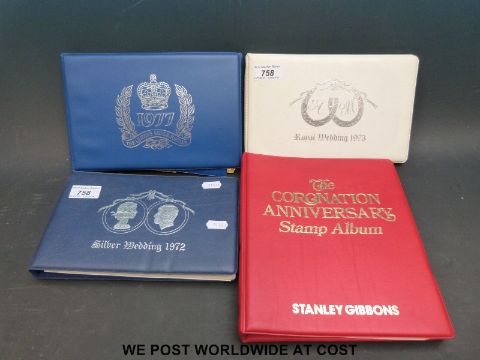 1977
758
Royal Wedding 1973
758
Silver Wedding 1972
The
CORONATION
ANNIVERSARY
Stamp Album
STANLEY GIBBONS
WE POST WORLDWIDE AT COST